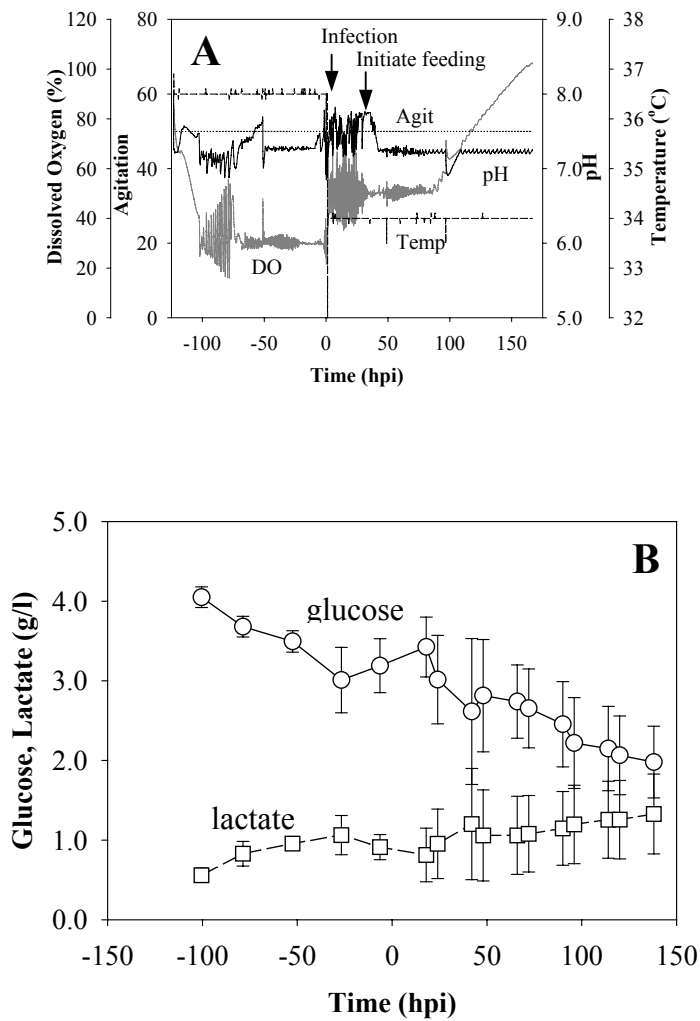 A
Infection
Initiate feeding
Agit
pH
Temp
DO
Dissolved Oxygen (%)
0
20
40
60
80
100
120
Agitation
0
20
40
60
80
pH
5.0
6.0
7.0
8.0
9.0
Temperature (°C)
32
33
34
35
36
37
38
-100
-50
0
50
100
150
Time (hpi)
B
glucose
lactate
Glucose, Lactate (g/l)
5.0
4.0
3.0
2.0
1.0
0.0
-150
-100
-50
0
50
100
150
Time (hpi)